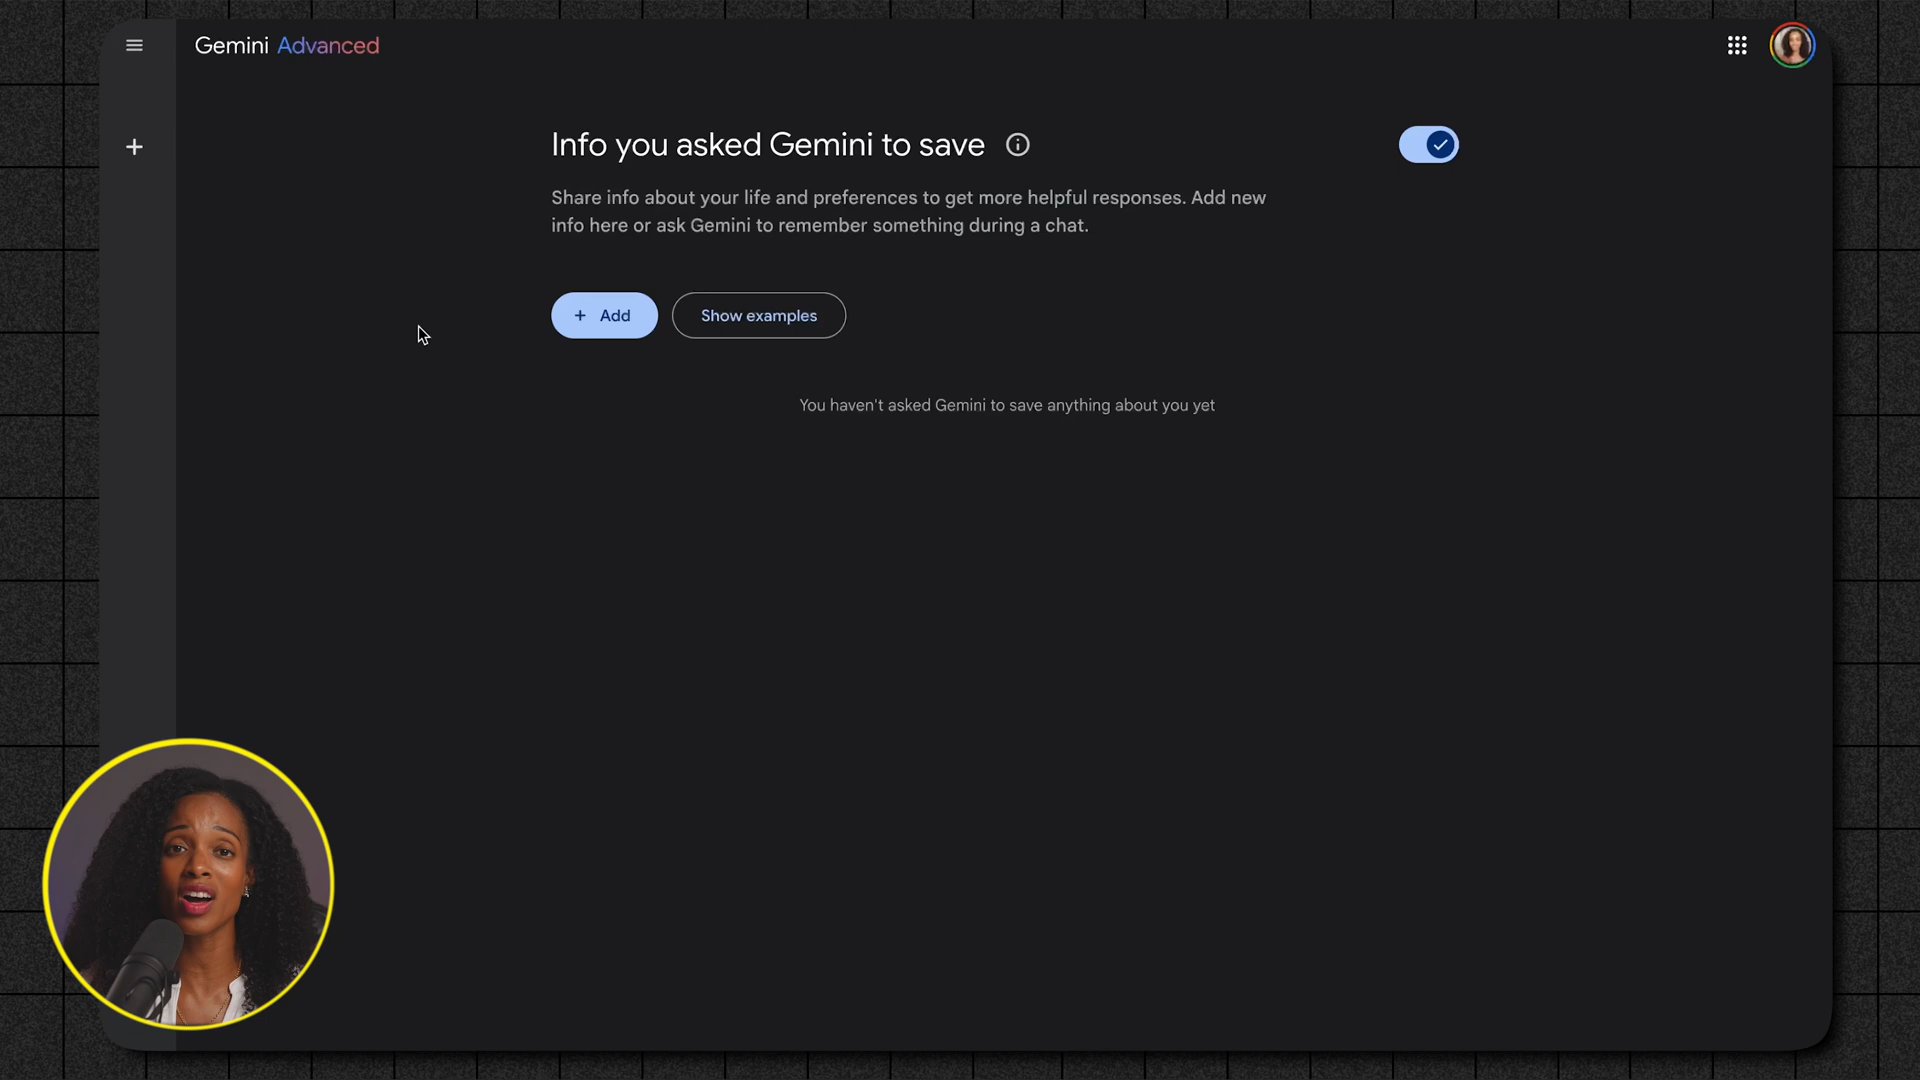 Gemini Advanced
Info you asked Gemini to save
Share info about your life and preferences to get more helpful responses. Add new
info here or ask Gemini to remember something during a chat.
+ Add
Show examples
You haven't asked Gemini to save anything about you yet